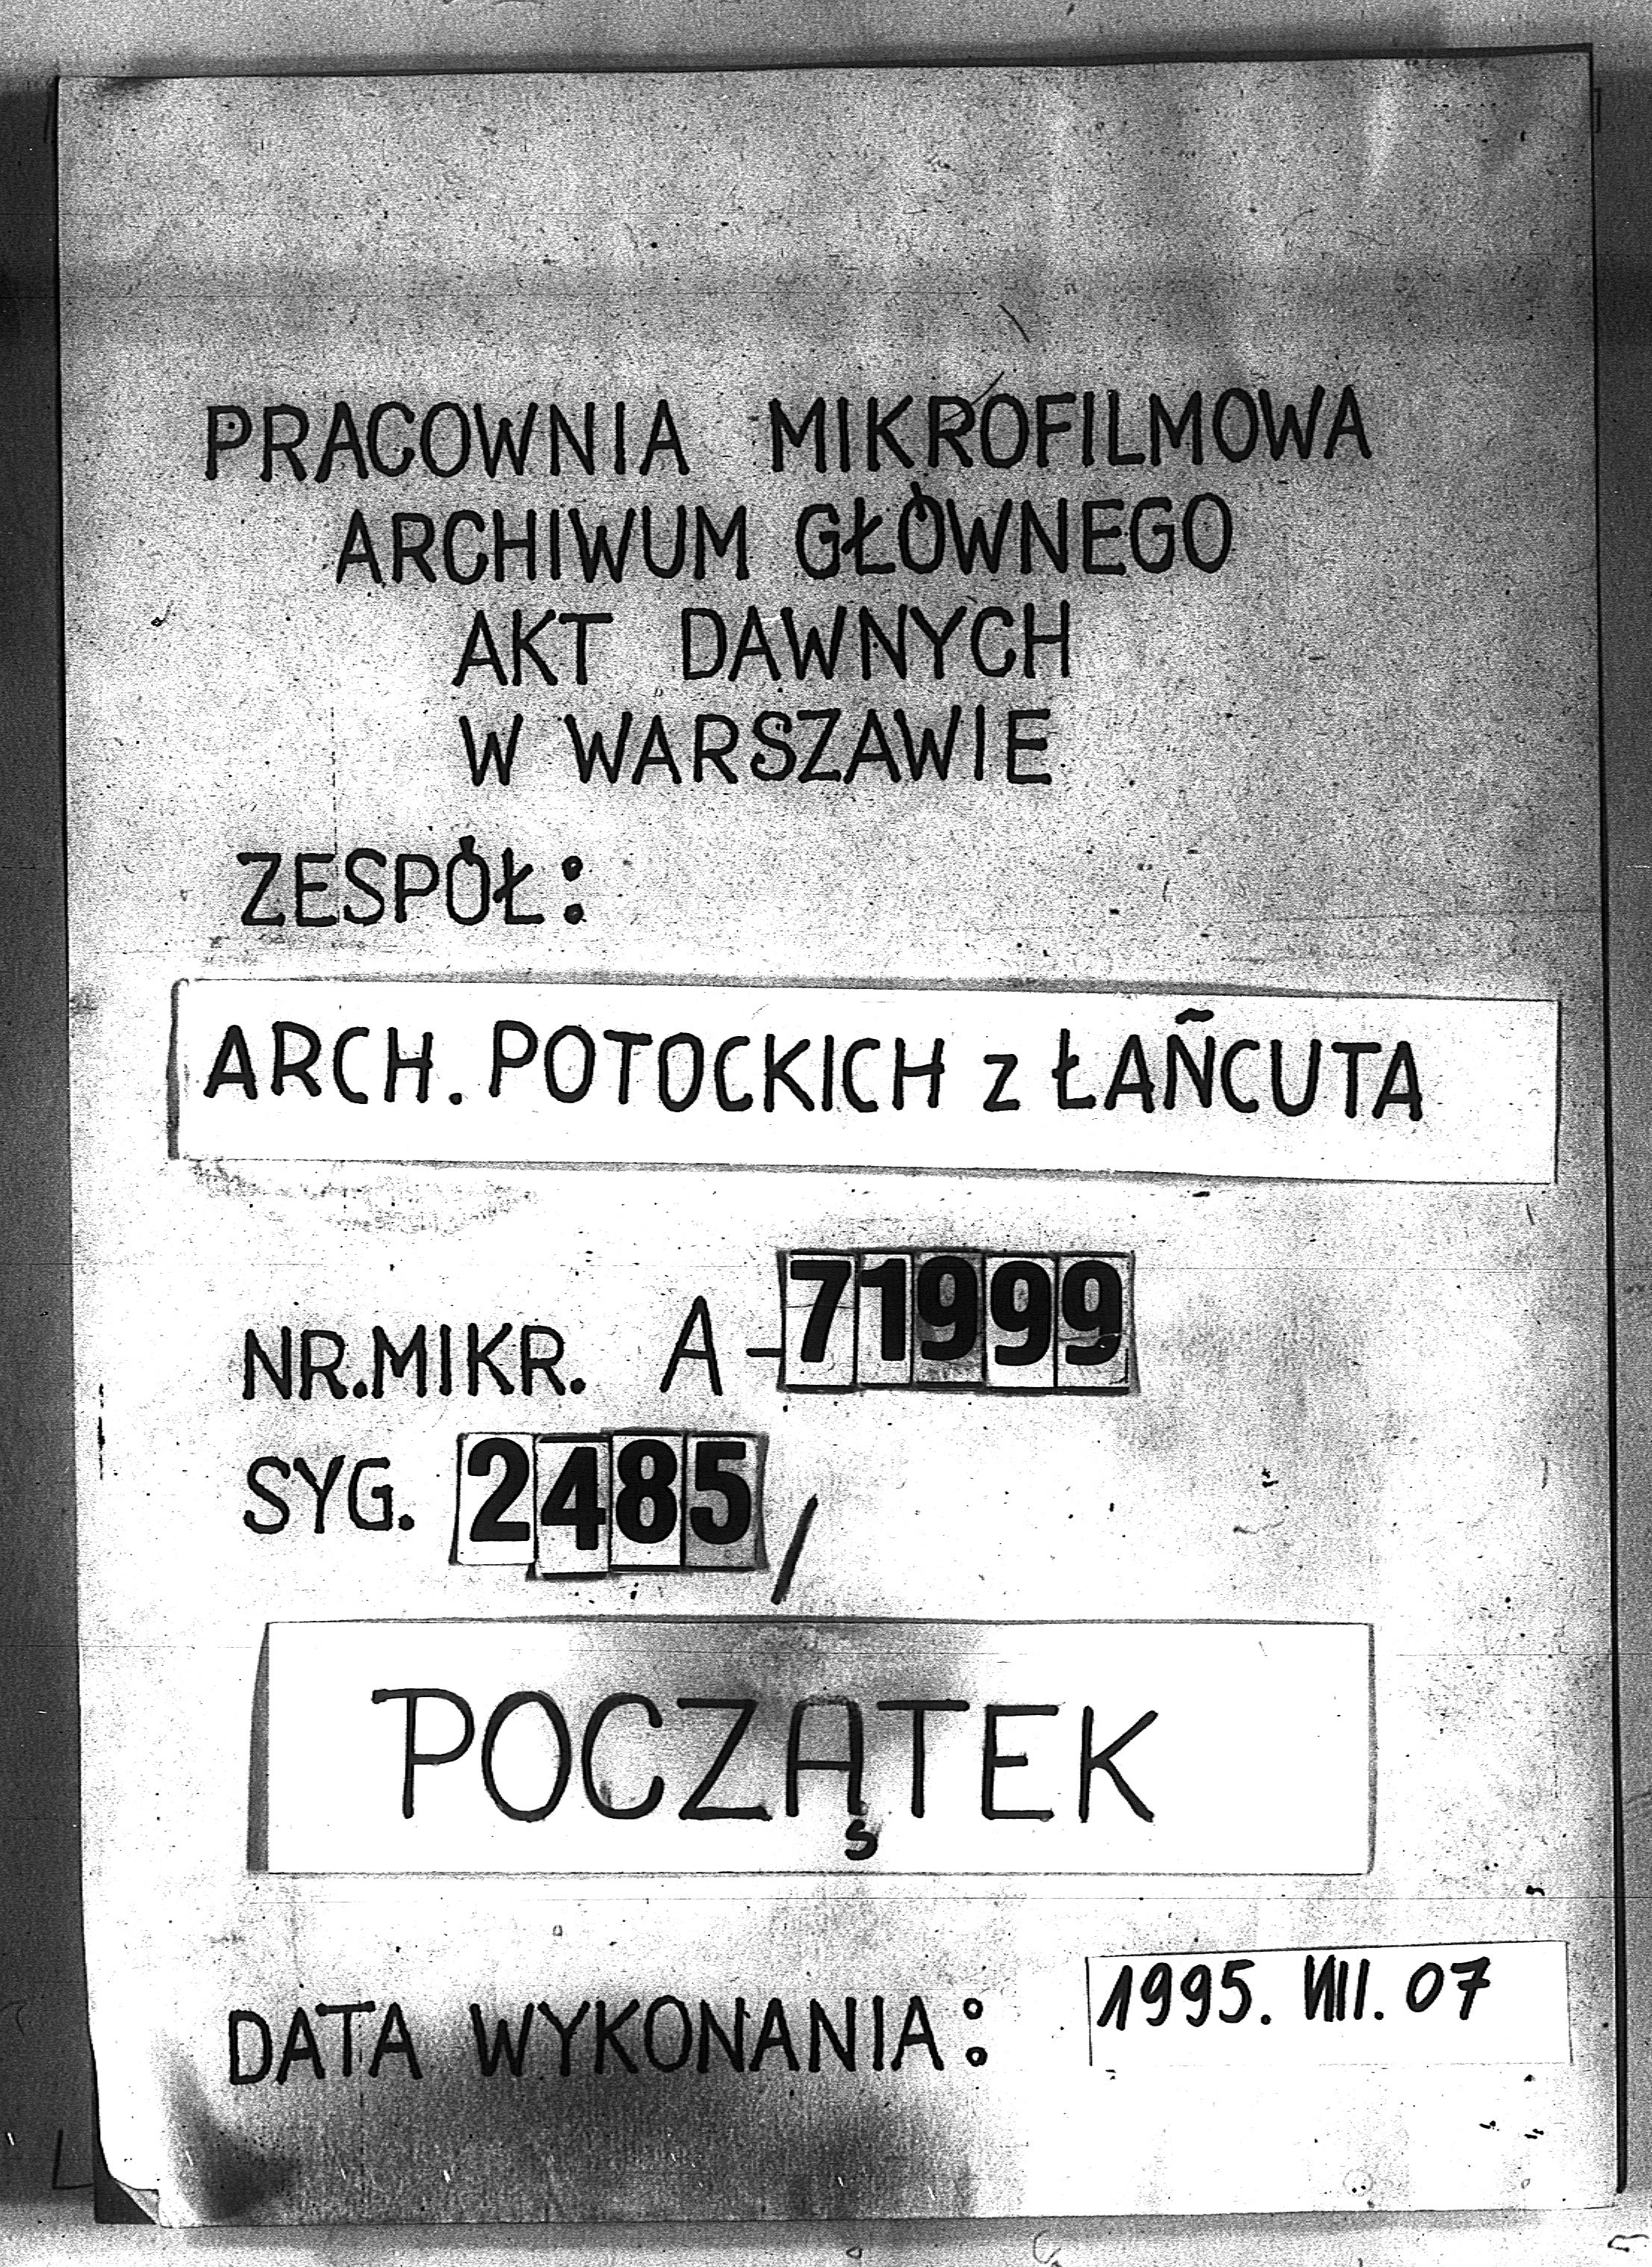 PRACOWNIA MIKROFILMOWA
ARCHIWUM GŁÓWNEGO
AKT DAWNYCH
W WARSZAWIE
ZESPÓŁ:
ARCH. POTOCKICH z ŁAŃCUTA
NR.MIKR. A-71999
SYG. 2485/
POCZĄTEK
DATA WYKONANIA: 1995. VIII. 07